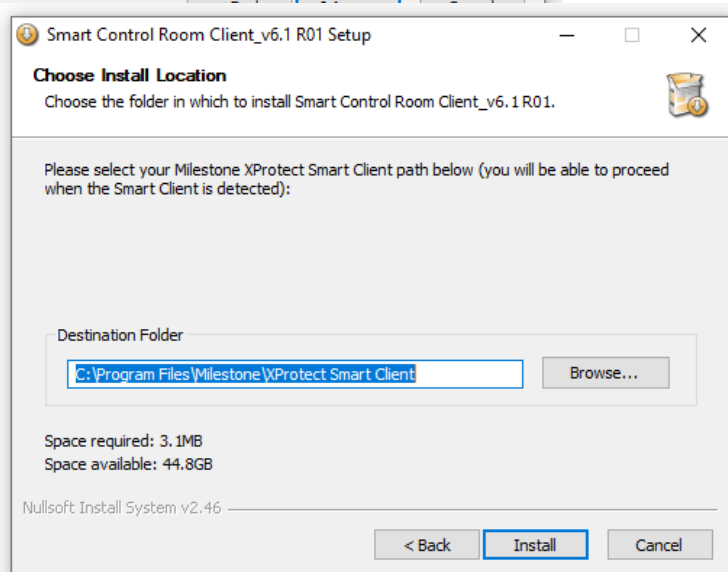 Smart Control Room Client_v6.1 R01 Setup
Choose Install Location
Choose the folder in which to install Smart Control Room Client_v6.1 R01.
Please select your Milestone XProtect Smart Client path below (you will be able to proceed
when the Smart Client is detected):
Destination Folder
C:\Program Files\Milestone\XProtect Smart Client
Browse...
Space required: 3.1MB
Space available: 44.8GB
Nullsoft Install System v2.46
< Back
Install
Cancel